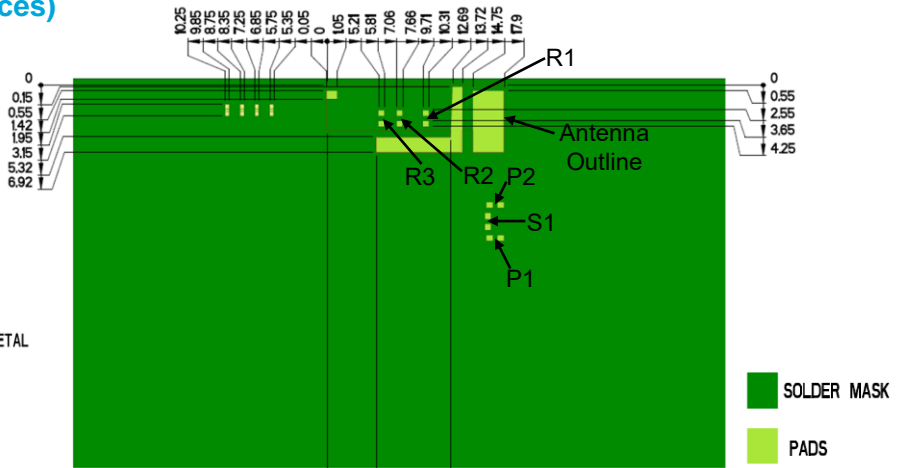 ces)
10.25
9.85
8.75
8.35
7.25
6.85
5.75
5.35
0.05
0
1.05
5.21
5.81
7.06
7.66
9.71
10.31
12.69
13.72
14.75
17.9
R1
0
0.15
0.55
1.42
1.95
3.15
5.32
6.92
0
0.55
2.55
3.65
4.25
Antenna
Outline
R3
R2
P2
S1
P1
ETAL
SOLDER MASK
PADS